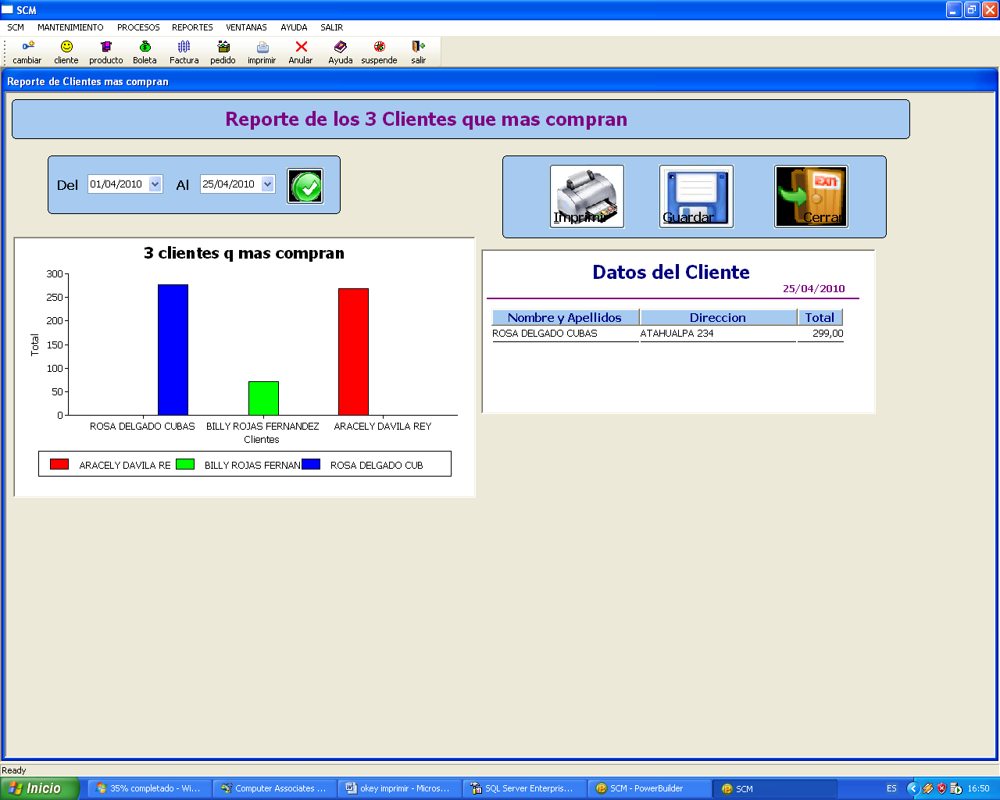 SCM
SCM MANTENIMIENTO PROCESOS REPORTES VENTANAS AYUDA SALIR
cambiar cliente producto Boleta Factura pedido imprimir Anular Ayuda suspende salir
Reporte de Clientes mas compran
Reporte de los 3 Clientes que mas compran
Del 01/04/2010 Al 25/04/2010
EXIT
Imprimir Guardar Cerrar
3 clientes q mas compran
300
250
200
150
100
50
0
Total
ROSA DELGADO CUBAS BILLY ROJAS FERNANDEZ ARACELY DAVILA REY
Clientes
ARACELY DAVILA RE BILLY ROJAS FERNAN ROSA DELGADO CUB
Datos del Cliente
25/04/2010
Nombre y Apellidos Direccion Total
ROSA DELGADO CUBAS ATAHUALPA 234 299,00
Ready
Inicio 35% completado - Wi... Computer Associates ... okey imprimir - Micros... SQL Server Enterpris... SCM - PowerBuilder SCM ES 16:50